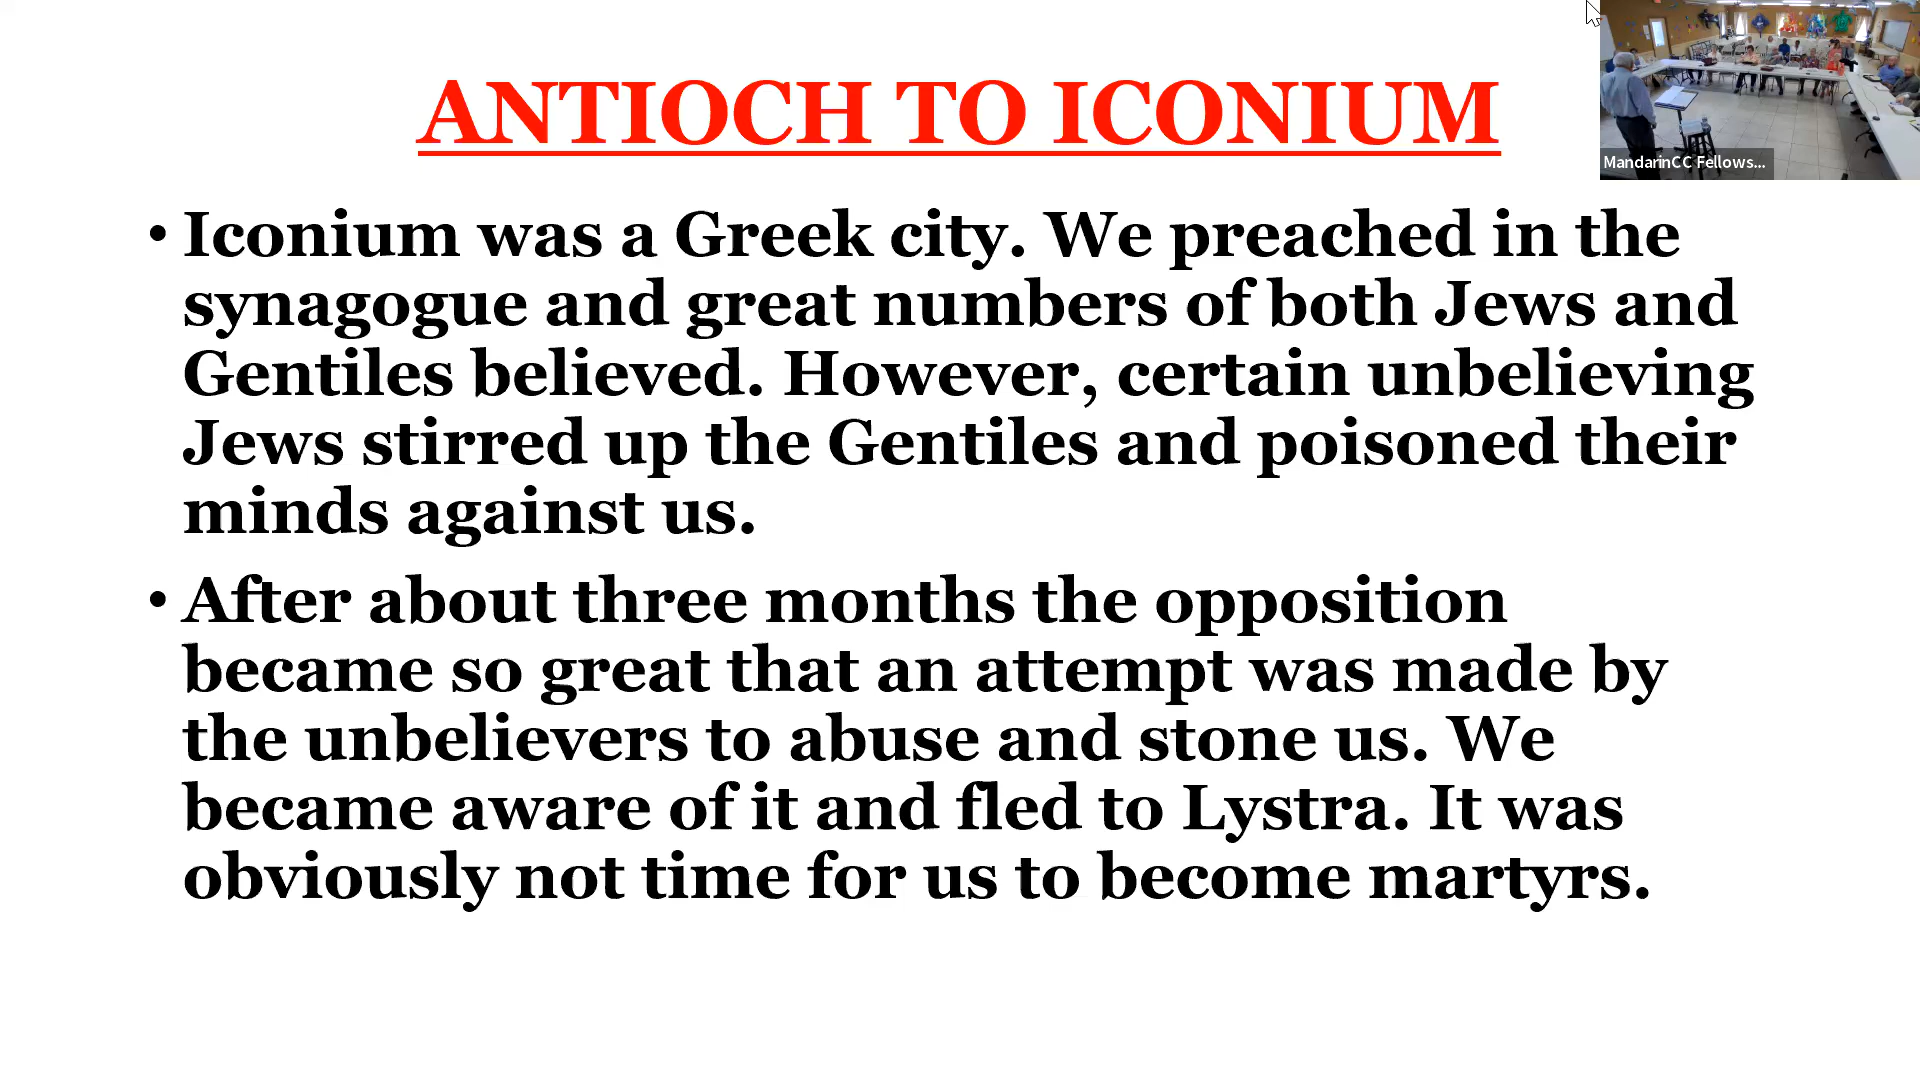 ANTIOCH TO ICONIUM
MandarinCC Fellows...
• Iconium was a Greek city. We preached in the
synagogue and great numbers of both Jews and
Gentiles believed. However, certain unbelieving
Jews stirred up the Gentiles and poisoned their
minds against us.
• After about three months the opposition
became so great that an attempt was made by
the unbelievers to abuse and stone us. We
became aware of it and fled to Lystra. It was
obviously not time for us to become martyrs.